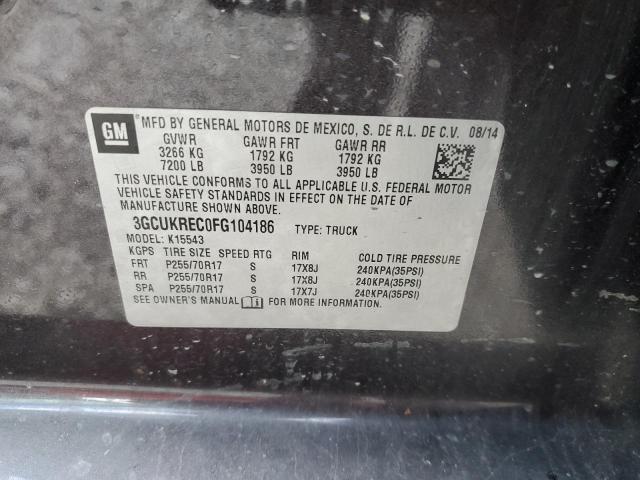 GM MFD BY GENERAL MOTORS DE MEXICO, S. DE R.L. DE C.V. 08/14
GVWR GAWR FRT GAWR RR
3266 KG 1792 KG 1792 KG
7200 LB 3950 LB 3950 LB
THIS VEHICLE CONFORMS TO ALL APPLICABLE U.S. FEDERAL MOTOR
VEHICLE SAFETY STANDARDS IN EFFECT ON THE DATE OF
MANUFACTURE SHOWN ABOVE.
3GCUKREC0FG104186 TYPE: TRUCK
MODEL: K15543
KGPS TIRE SIZE SPEED RTG RIM COLD TIRE PRESSURE
FRT P255/70R17 S 17X8J 240KPA(35PSI)
RR P255/70R17 S 17X8J 240KPA(35PSI)
SPA P255/70R17 S 17X7J 240KPA(35PSI)
SEE OWNER'S MANUAL FOR MORE INFORMATION.